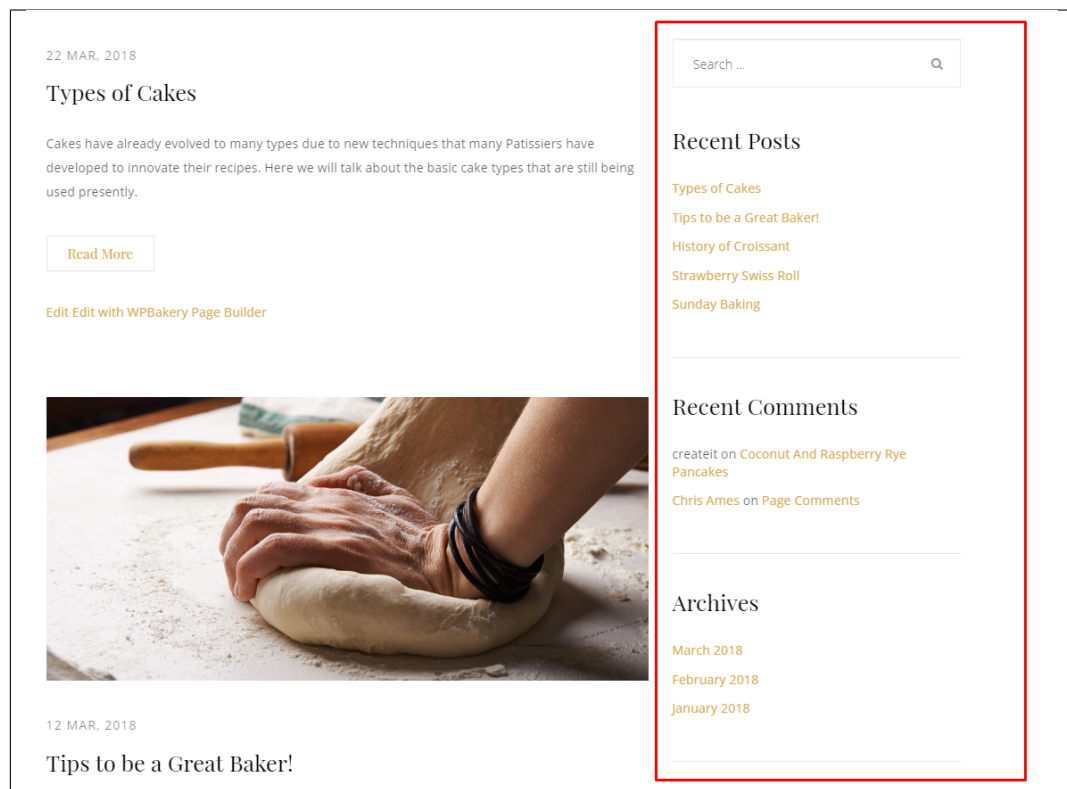 22 MAR, 2018
Types of Cakes
Cakes have already evolved to many types due to new techniques that many Patissiers have
developed to innovate their recipes. Here we will talk about the basic cake types that are still being
used presently.
Read More
Edit Edit with WPBakery Page Builder
12 MAR, 2018
Tips to be a Great Baker!
Search ...
Recent Posts
Types of Cakes
Tips to be a Great Baker!
History of Croissant
Strawberry Swiss Roll
Sunday Baking
Recent Comments
createit on Coconut And Raspberry Rye
Pancakes
Chris Ames on Page Comments
Archives
March 2018
February 2018
January 2018